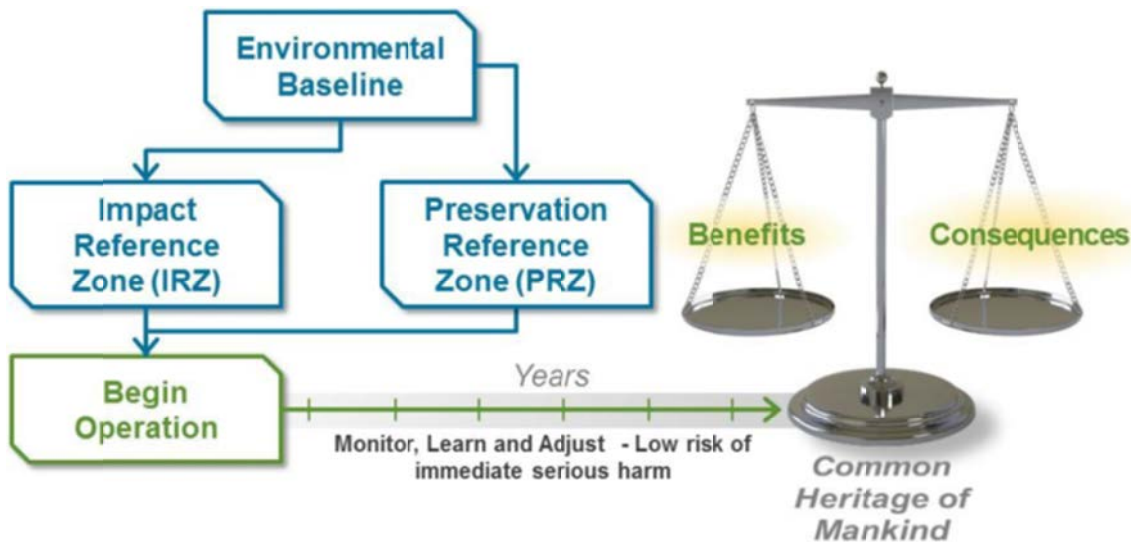 Environmental
Baseline
Impact
Reference
Zone (IRZ)
Preservation
Reference
Zone (PRZ)
Benefits
Consequences
Begin
Operation
Years
Monitor, Learn and Adjust - Low risk of
immediate serious harm
Common
Heritage of
Mankind